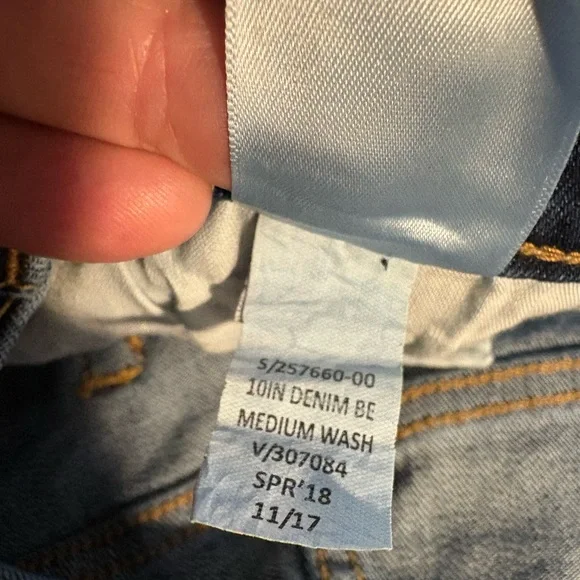 S/257660-00
10IN DENIM BE
MEDIUM WASH
V/307084
SPR'18
11/17